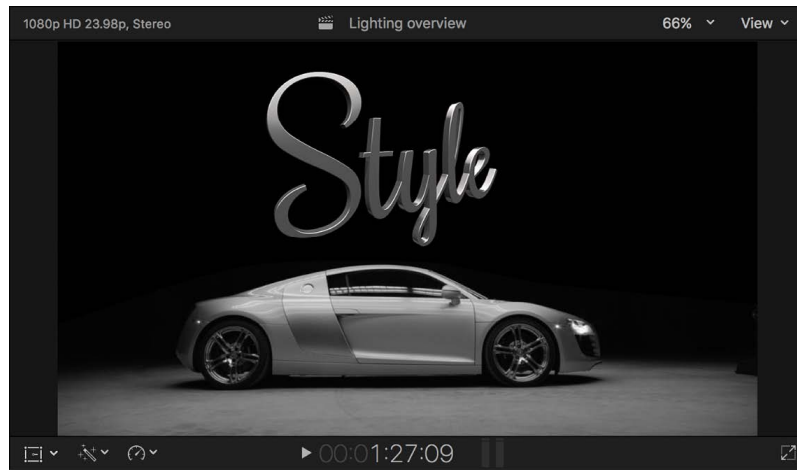 1080p HD 23.98p, Stereo
Lighting overview
66%
View
Style
00:01:27:09